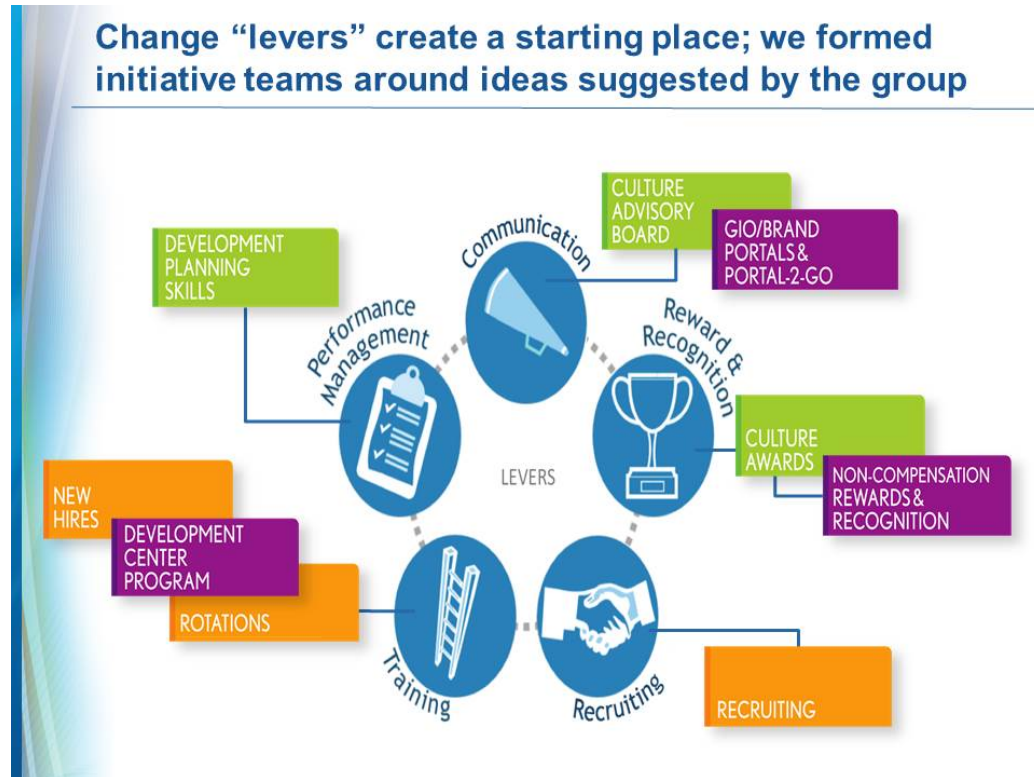 Change “levers” create a starting place; we formed
initiative teams around ideas suggested by the group
DEVELOPMENT
PLANNING
SKILLS
Communication
CULTURE
ADVISORY
BOARD
GIO/BRAND
PORTALS &
PORTAL-2-GO
Performance
Management
Reward &
Recognition
LEVERS
CULTURE
AWARDS
NON-COMPENSATION
REWARDS &
RECOGNITION
NEW
HIRES
DEVELOPMENT
CENTER
PROGRAM
ROTATIONS
Training
Recruiting
RECRUITING